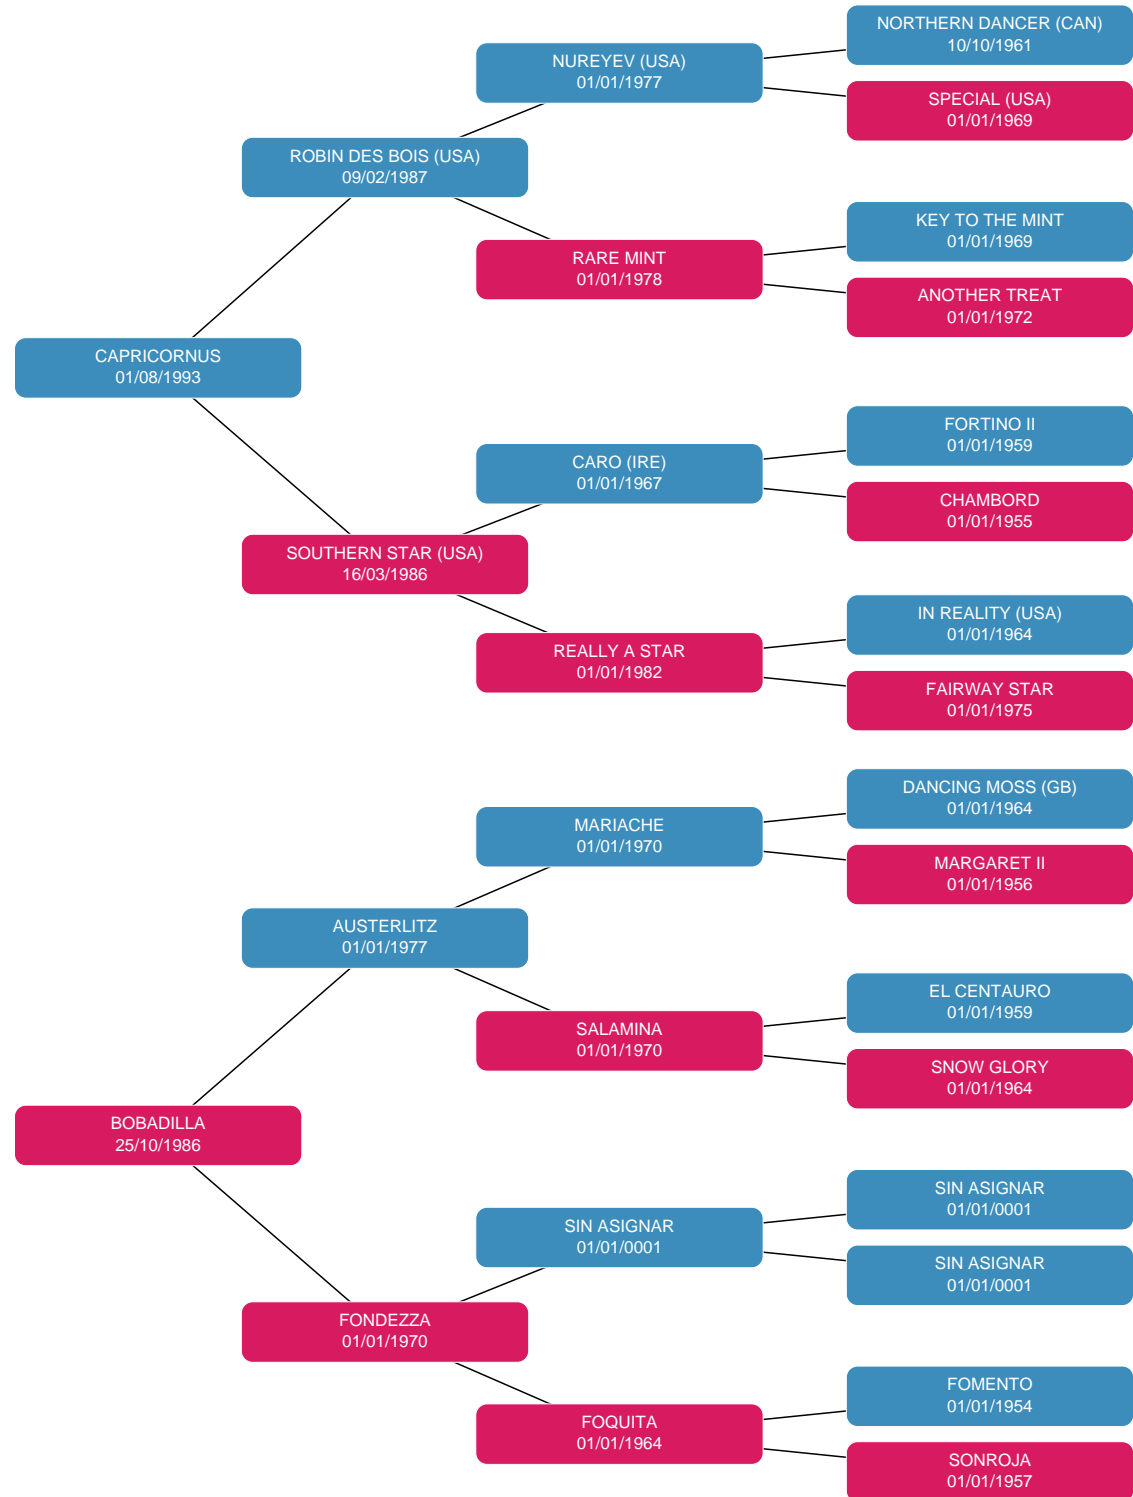 NORTHERN DANCER (CAN)
10/10/1961
NUREYEV (USA)
01/01/1977
SPECIAL (USA)
01/01/1969
ROBIN DES BOIS (USA)
09/02/1987
KEY TO THE MINT
01/01/1969
RARE MINT
01/01/1978
ANOTHER TREAT
01/01/1972
CAPRICORNUS
01/08/1993
FORTINO II
01/01/1959
CARO (IRE)
01/01/1967
CHAMBORD
01/01/1955
SOUTHERN STAR (USA)
16/03/1986
IN REALITY (USA)
01/01/1964
REALLY A STAR
01/01/1982
FAIRWAY STAR
01/01/1975
DANCING MOSS (GB)
01/01/1964
MARIACHE
01/01/1970
MARGARET II
01/01/1956
AUSTERLITZ
01/01/1977
EL CENTAURO
01/01/1959
SALAMINA
01/01/1970
SNOW GLORY
01/01/1964
BOBADILLA
25/10/1986
SIN ASIGNAR
01/01/0001
SIN ASIGNAR
01/01/0001
SIN ASIGNAR
01/01/0001
FONDEZZA
01/01/1970
FOMENTO
01/01/1954
FOQUITA
01/01/1964
SONROJA
01/01/1957